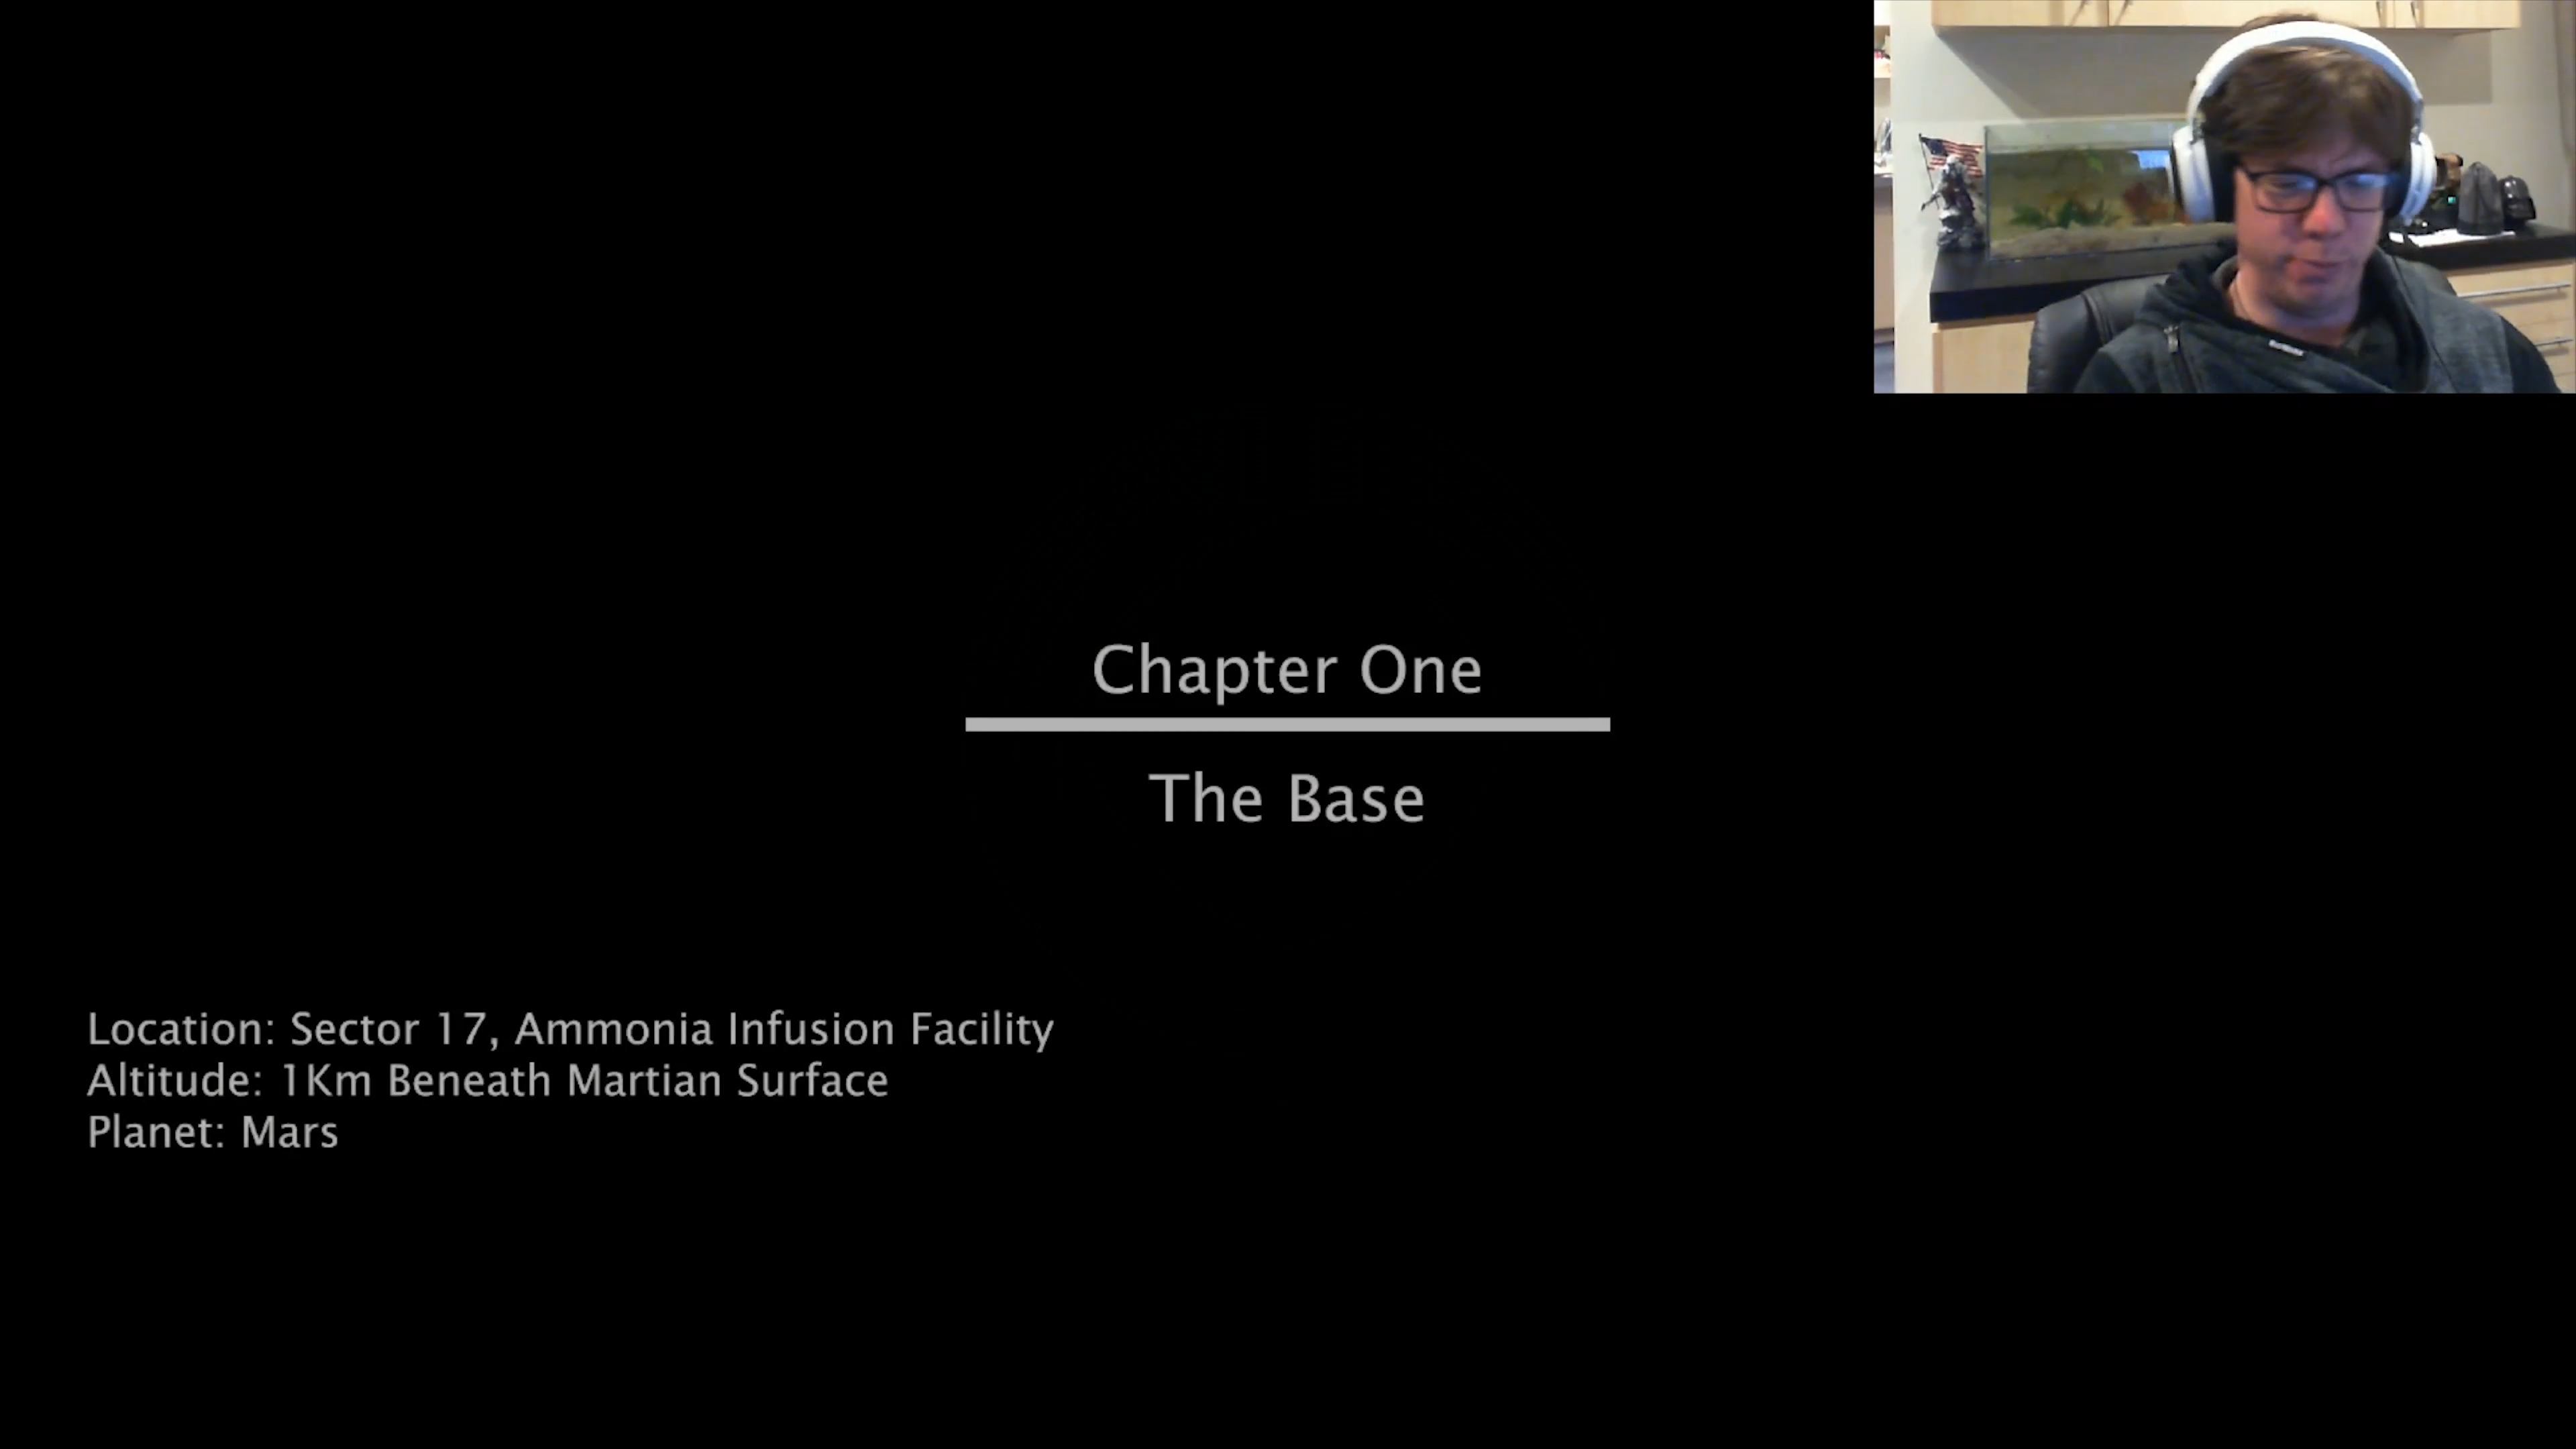 Chapter One
The Base
Location: Sector 17, Ammonia Infusion Facility
Altitude: 1Km Beneath Martian Surface
Planet: Mars